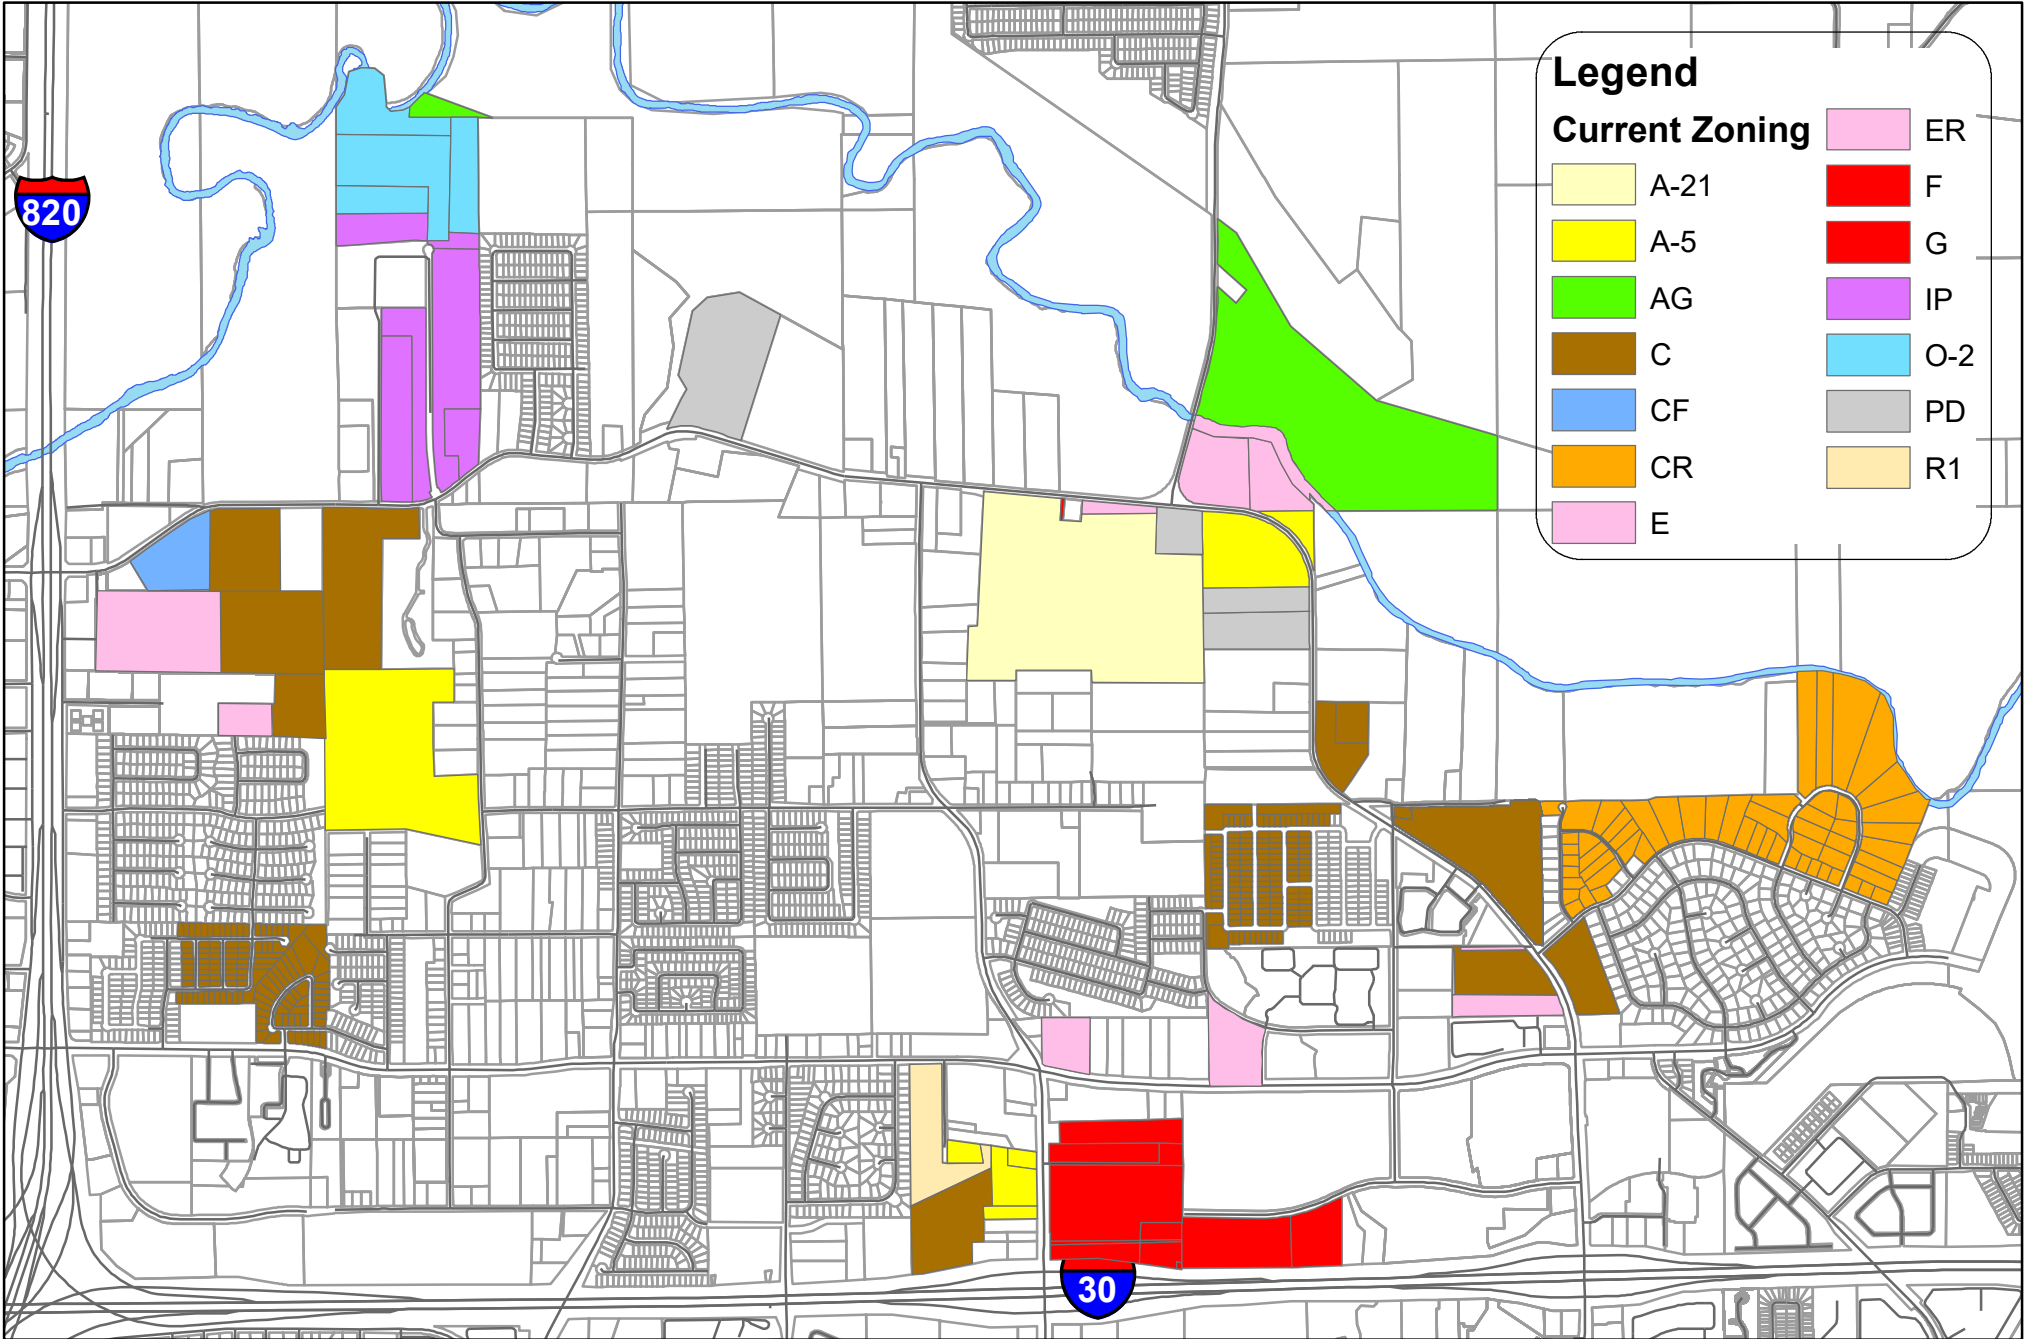 Legend
Current Zoning
A-21
A-5
AG
C
CF
CR
E
ER
F
G
IP
O-2
PD
R1
820
30